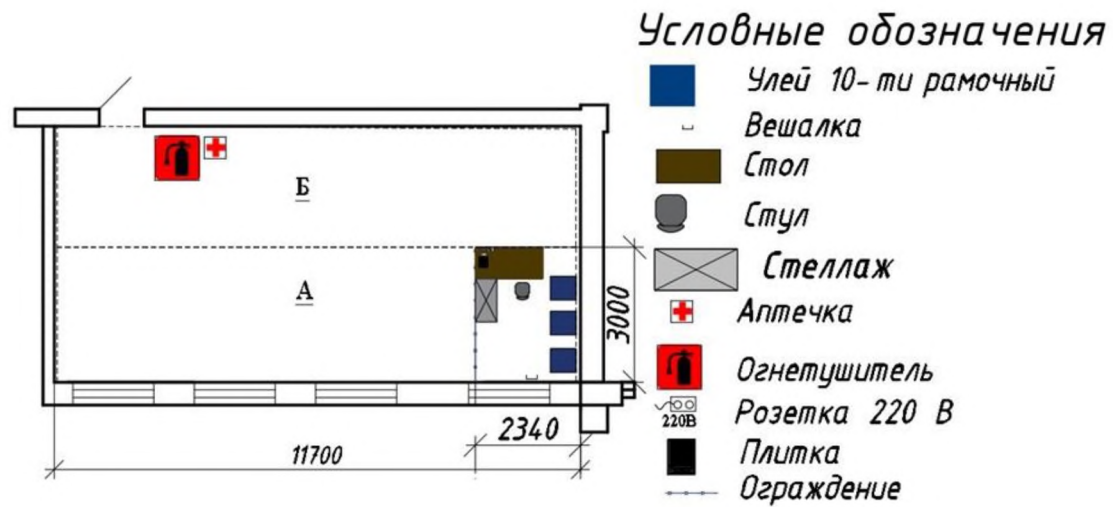 Условные обозначения
Улей 10-ти рамочный
Вешалка
Стол
Стул
Стеллаж
Аптечка
Огнетушитель
220В
Розетка 220 В
Плитка
Ограждение
Б
А
3000
2340
11700